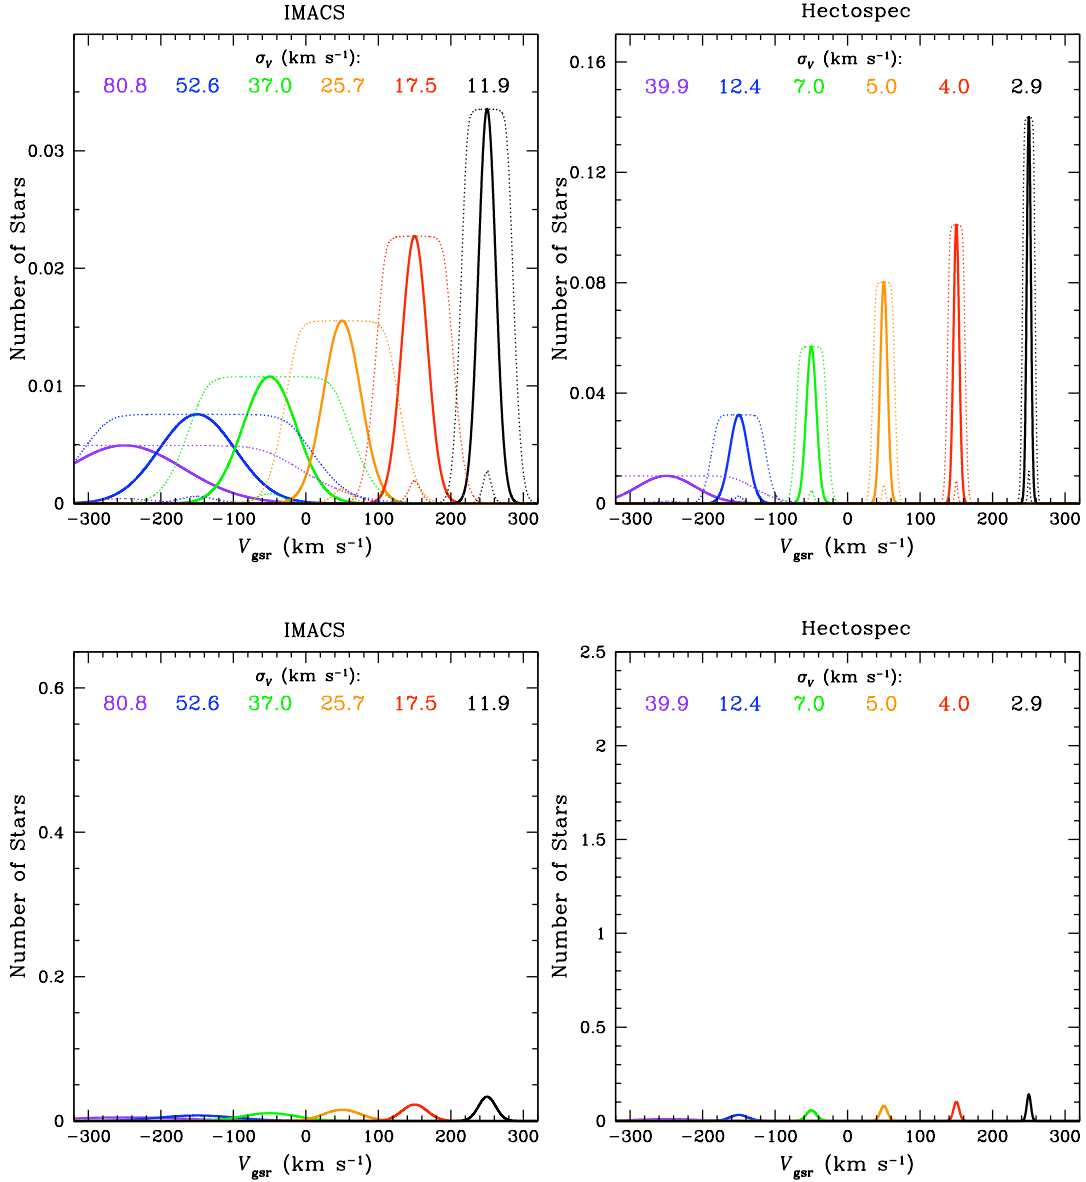 IMACS
σV (km s−1):
80.8 52.6 37.0 25.7 17.5 11.9
Number of Stars
0.03
0.02
0.01
0
−300 −200 −100 0 100 200 300
Vgsr (km s−1)
Hectospec
σV (km s−1):
39.9 12.4 7.0 5.0 4.0 2.9
Number of Stars
0.16
0.12
0.08
0.04
0
−300 −200 −100 0 100 200 300
Vgsr (km s−1)
IMACS
σV (km s−1):
80.8 52.6 37.0 25.7 17.5 11.9
Number of Stars
0.6
0.4
0.2
0
−300 −200 −100 0 100 200 300
Vgsr (km s−1)
Hectospec
σV (km s−1):
39.9 12.4 7.0 5.0 4.0 2.9
Number of Stars
2.5
2
1.5
1
0.5
0
−300 −200 −100 0 100 200 300
Vgsr (km s−1)